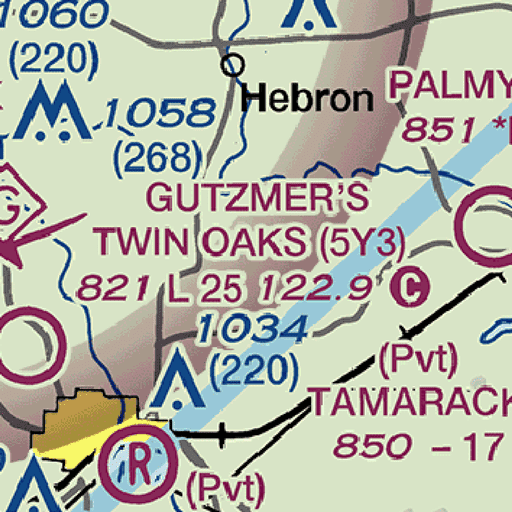 1060
(220)
Hebron
PALMY
1058
(268)
851 *
G
GUTZMER'S
TWIN OAKS (5Y3)
821 L 25 122.9 C
1034
(220)
(Pvt)
TAMARACK
850 - 17
R
(Pvt)